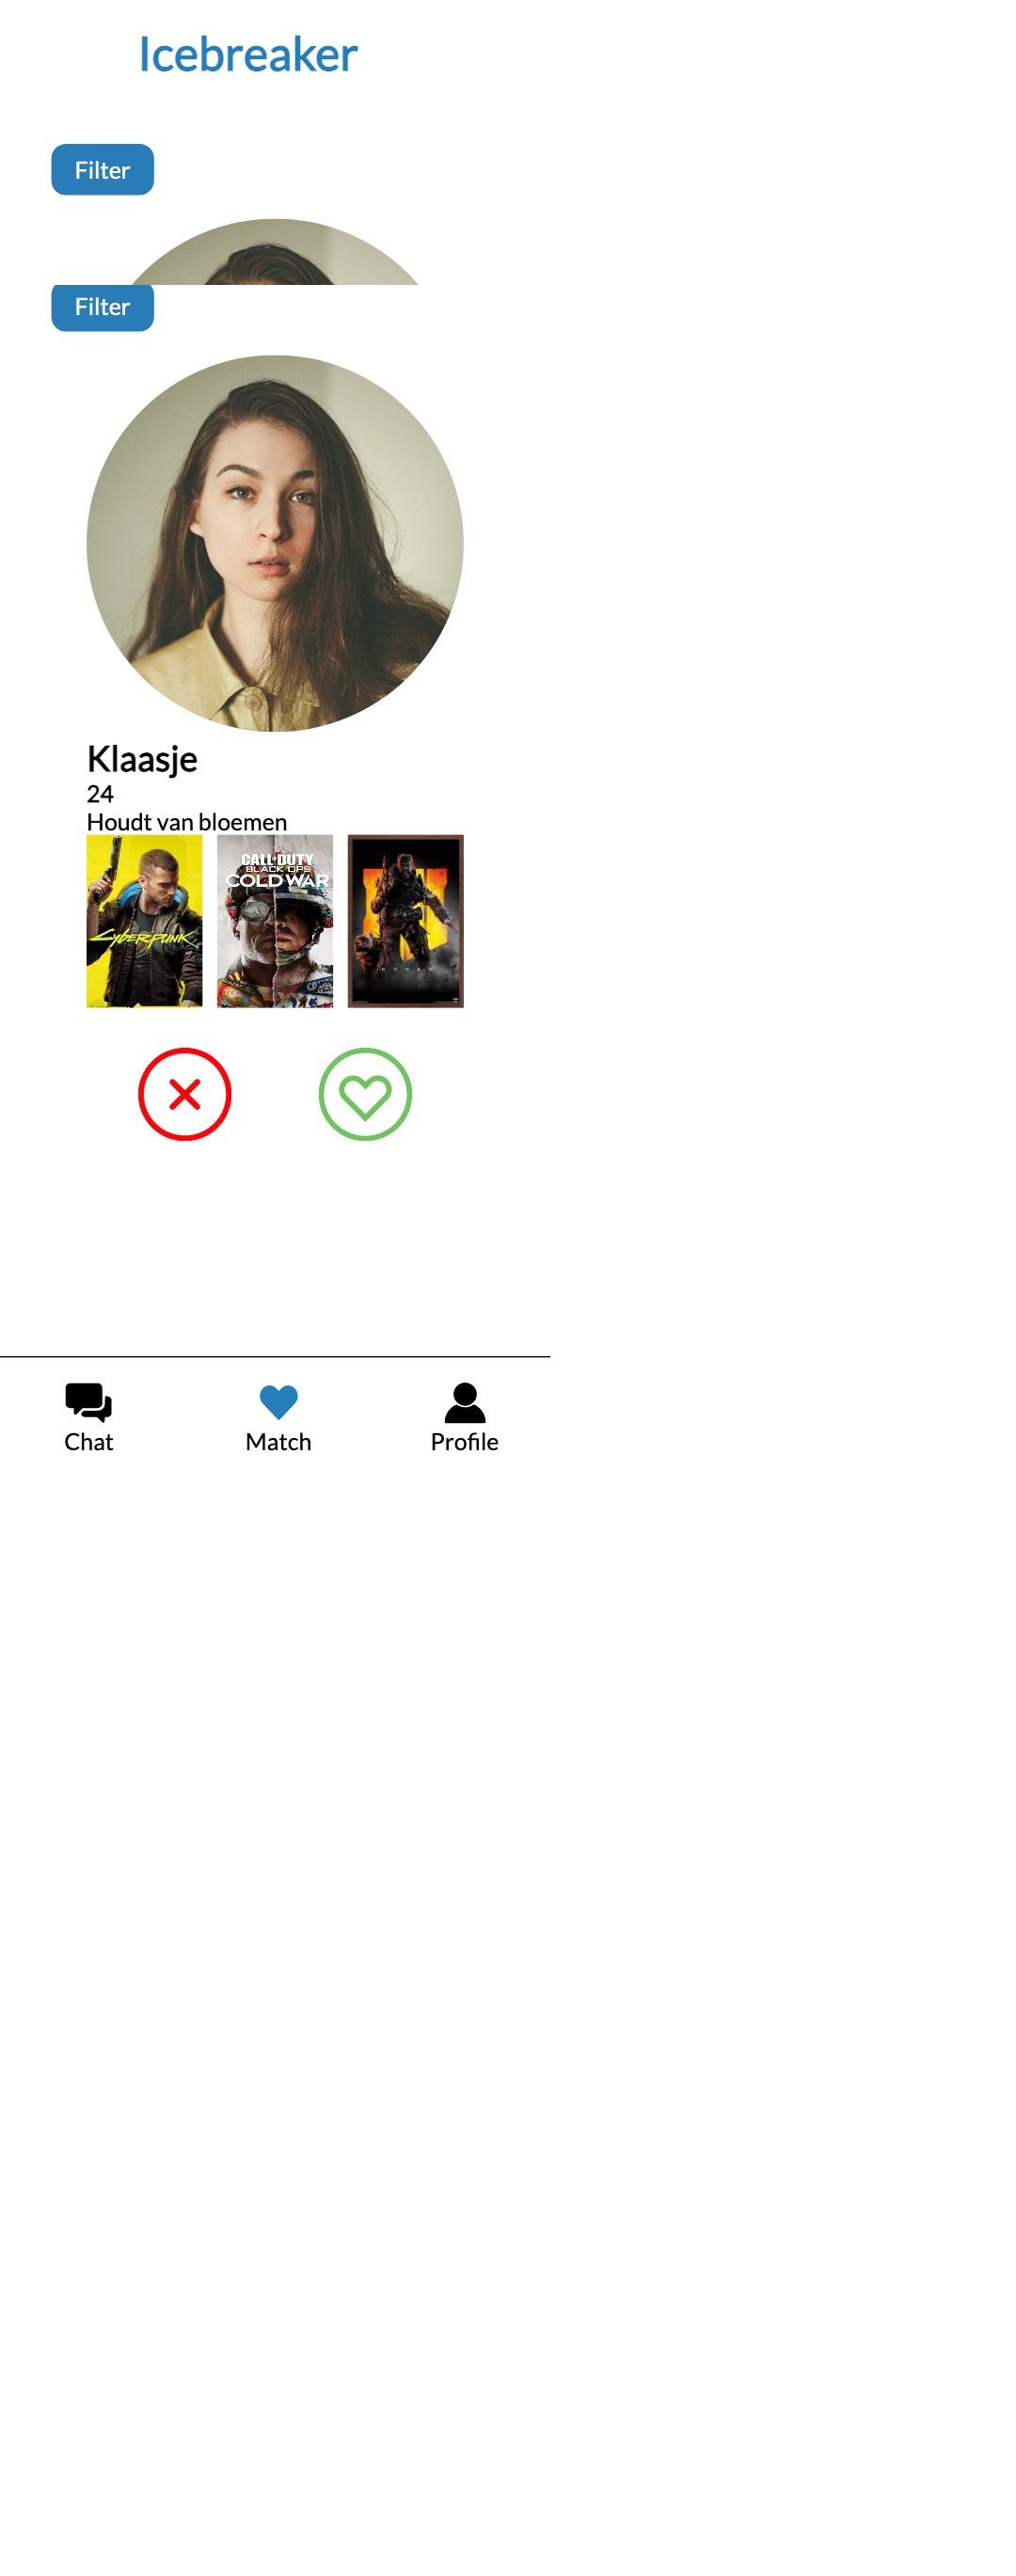 Icebreaker
Filter
Filter
Klaasje
24
Houdt van bloemen
Cyberpunk
CALL OF DUTY
BLACK OPS
COLD WAR
NOMAD
Chat
Match
Profile